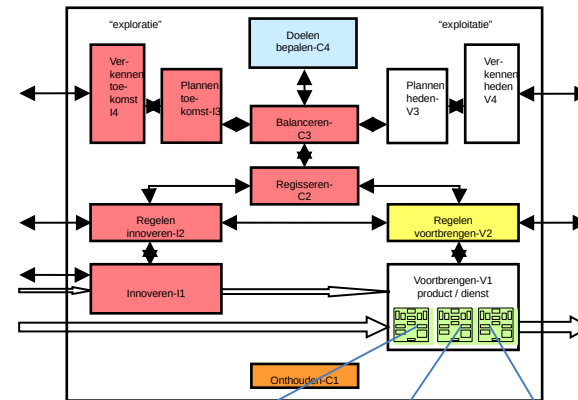 “exploratie”
“exploitatie”
Doelen
bepalen-C4
Ver-
kennen
toe-
komst
I4
Plannen
toe-
komst-I3
Plannen
heden-
V3
Ver-
kennen
heden
V4
Balanceren-
C3
Regisseren-
C2
Regelen
innoveren-I2
Regelen
voortbrengen-V2
Innoveren-I1
Voortbrengen-V1
product / dienst
Onthouden-C1